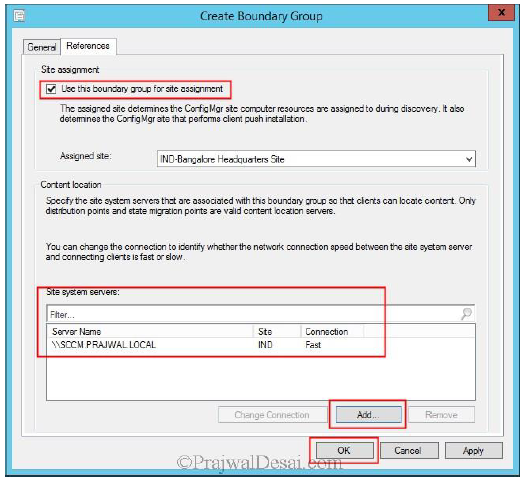 Create Boundary Group
x
General References
Site assignment
Use this boundary group for site assignment
The assigned site determines the ConfigMgr site computer resources are assigned to during discovery. It also
determines the ConfigMgr site that performs client push installation.
Assigned site: IND-Bangalore Headquarters Site
Content location
Specify the site system servers that are associated with this boundary group so that clients can locate content. Only
distribution points and state migration points are valid content location servers.
You can change the connection to identify whether the network connection speed between the site system server
and connecting clients is fast or slow.
Site system servers:
Filter...
Server Name Site Connection
\\SCCM.PRAJWAL.LOCAL IND Fast
Change Connection Add... Remove
OK Cancel Apply
©PrajwalDesai.com